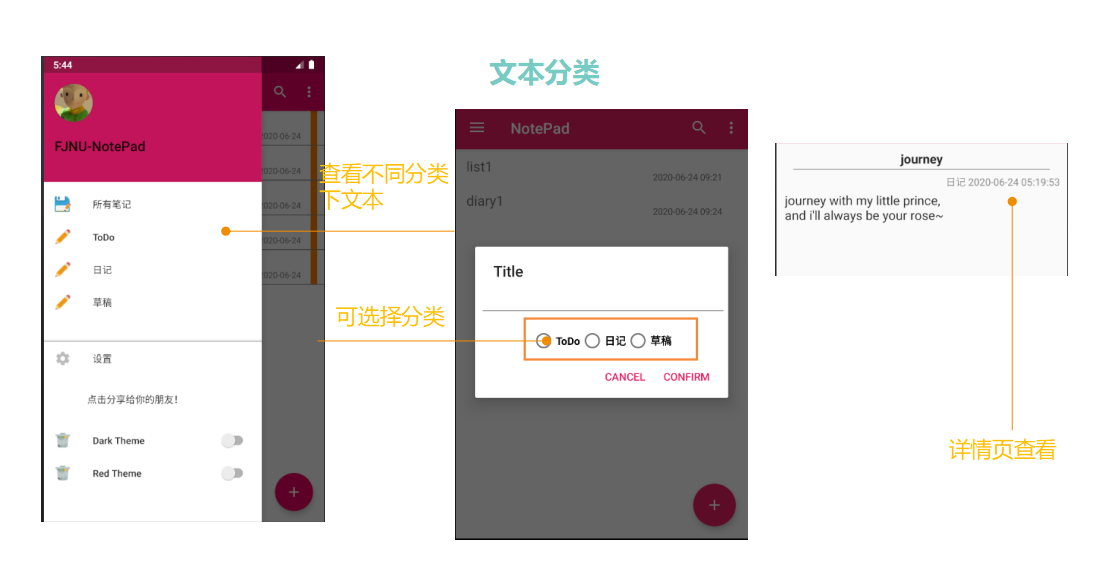 文本分类
5:44
FJNU-NotePad
所有笔记
ToDo
日记
草稿
设置
点击分享给你的朋友!
Dark Theme
Red Theme
2020-06-24
2020-06-24
2020-06-24
2020-06-24
2020-06-24
+
查看不同分类
下文本
可选择分类
NotePad
list1
2020-06-24 09:21
diary1
2020-06-24 09:24
Title
ToDo 日记 草稿
CANCEL CONFIRM
+
journey
日记 2020-06-24 05:19:53
journey with my little prince,
and i'll always be your rose~
详情页查看